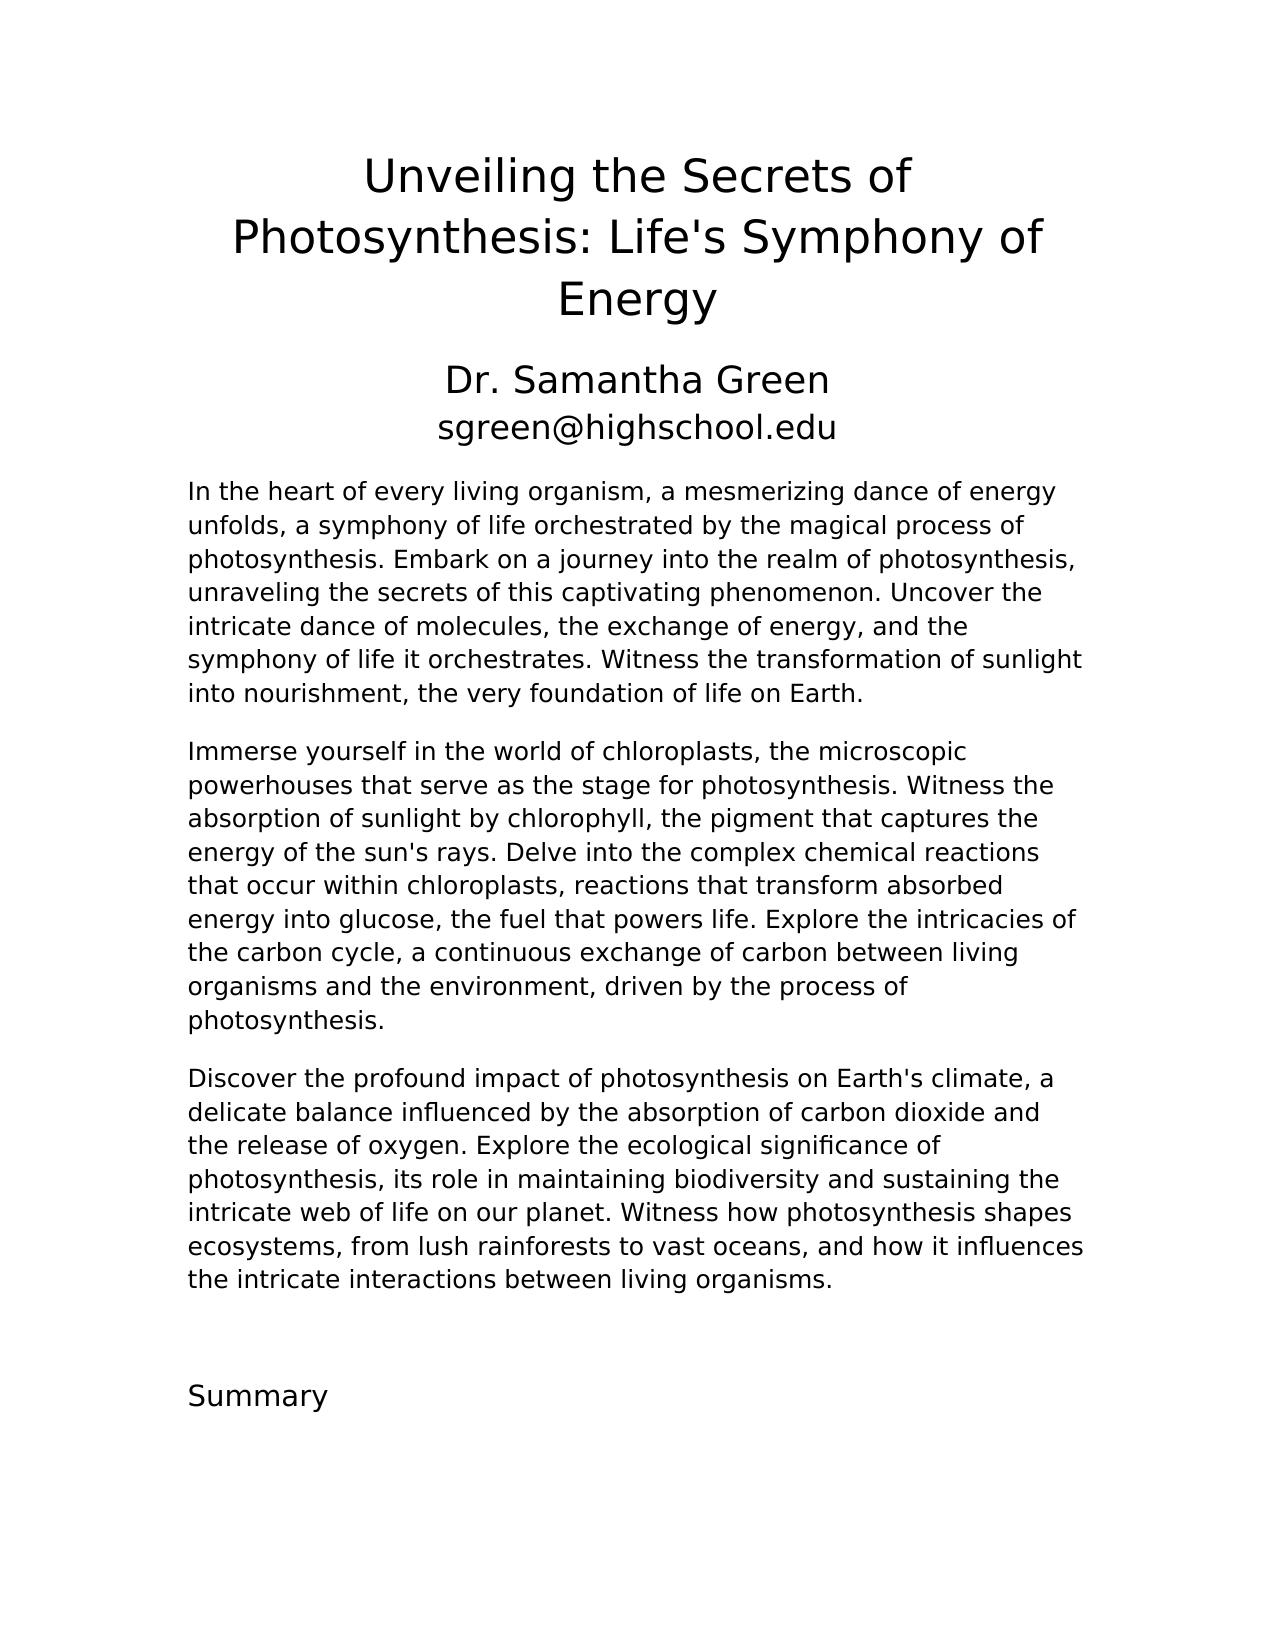 Unveiling the Secrets of
Photosynthesis: Life's Symphony of
Energy
Dr. Samantha Green
sgreen@highschool.edu
In the heart of every living organism, a mesmerizing dance of energy
unfolds, a symphony of life orchestrated by the magical process of
photosynthesis. Embark on a journey into the realm of photosynthesis,
unraveling the secrets of this captivating phenomenon. Uncover the
intricate dance of molecules, the exchange of energy, and the
symphony of life it orchestrates. Witness the transformation of sunlight
into nourishment, the very foundation of life on Earth.
Immerse yourself in the world of chloroplasts, the microscopic
powerhouses that serve as the stage for photosynthesis. Witness the
absorption of sunlight by chlorophyll, the pigment that captures the
energy of the sun's rays. Delve into the complex chemical reactions
that occur within chloroplasts, reactions that transform absorbed
energy into glucose, the fuel that powers life. Explore the intricacies of
the carbon cycle, a continuous exchange of carbon between living
organisms and the environment, driven by the process of
photosynthesis.
Discover the profound impact of photosynthesis on Earth's climate, a
delicate balance influenced by the absorption of carbon dioxide and
the release of oxygen. Explore the ecological significance of
photosynthesis, its role in maintaining biodiversity and sustaining the
intricate web of life on our planet. Witness how photosynthesis shapes
ecosystems, from lush rainforests to vast oceans, and how it influences
the intricate interactions between living organisms.
Summary